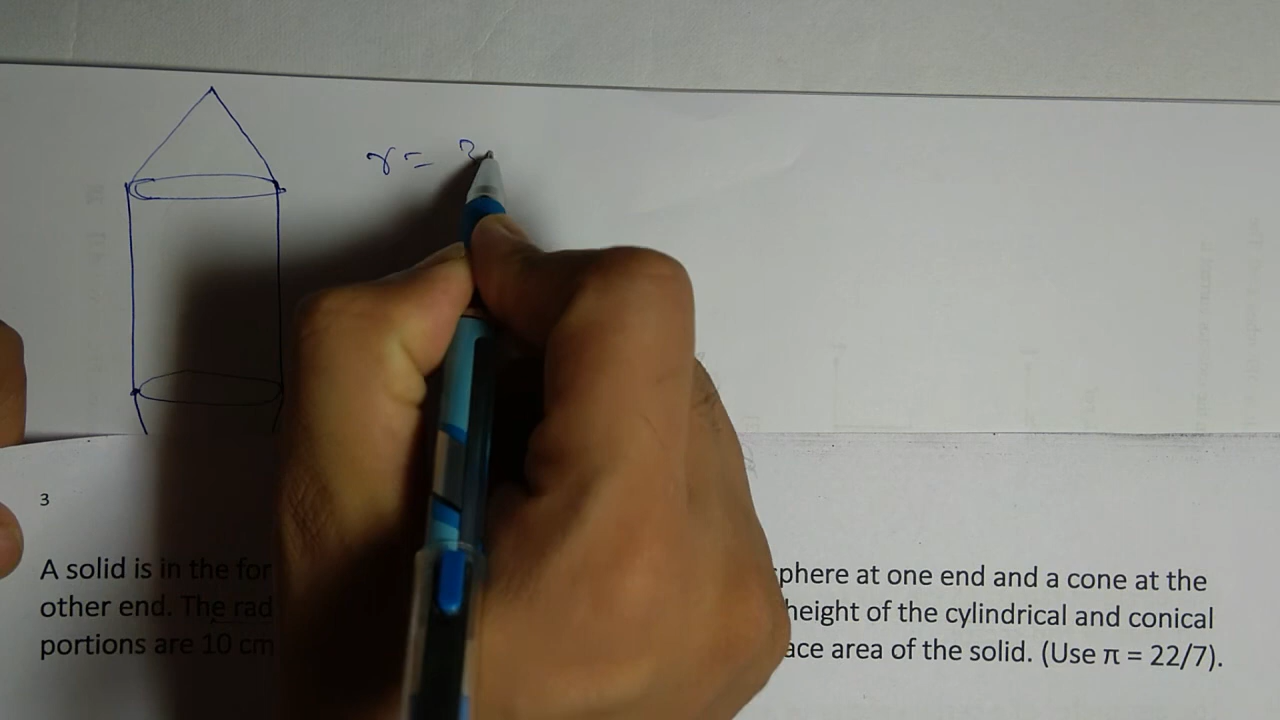 r = 3
3
A solid is in the for sphere at one end and a cone at the
other end. The rad height of the cylindrical and conical
portions are 10 cm ace area of the solid. (Use π = 22/7).